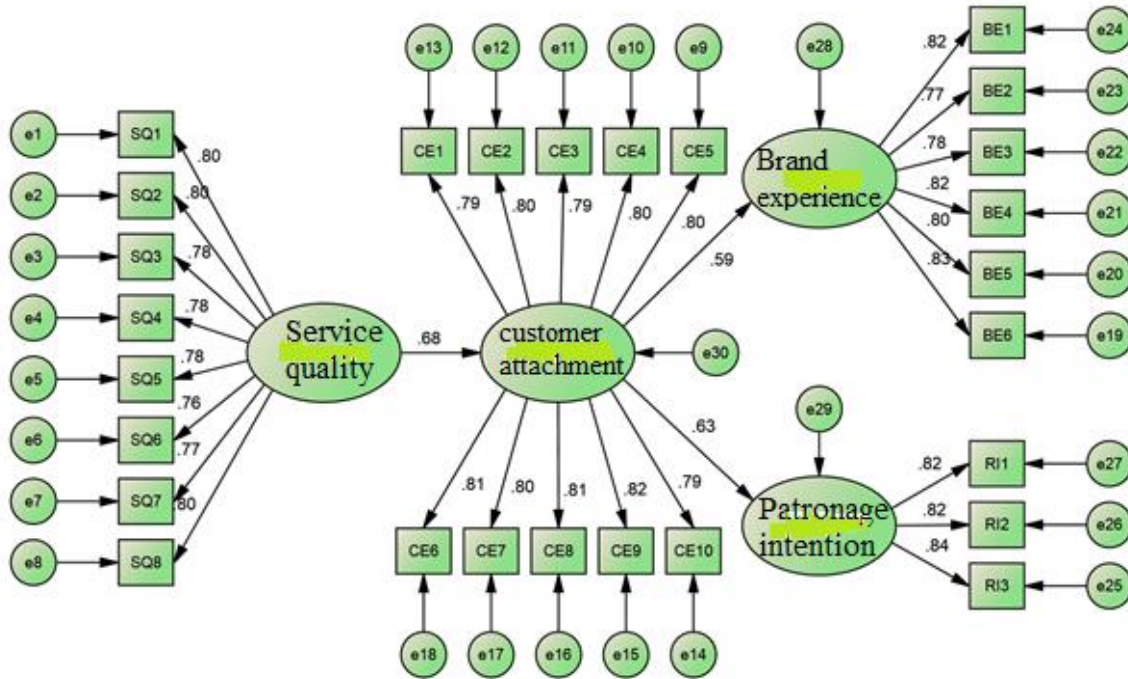 e13 e12 e11 e10 e9
e28
BE1 e24
.82
BE2 e23
.77
BE3 e22
.78
BE4 e21
.82
BE5 e20
.80
BE6 e19
.83
e1 SQ1
.80
e2 SQ2
.80
e3 SQ3
.78
e4 SQ4
.78
e5 SQ5
.78
e6 SQ6
.76
e7 SQ7
.77
e8 SQ8
.80
CE1 CE2 CE3 CE4 CE5
.79 .80 .79 .80 .80
Brand
experience
.59
Service
quality
.68
customer
attachment
e30
.63
e29
.81 .80 .81 .82 .79
CE6 CE7 CE8 CE9 CE10
e18 e17 e16 e15 e14
Patronage
intention
.82
RI1 e27
.82
RI2 e26
.84
RI3 e25